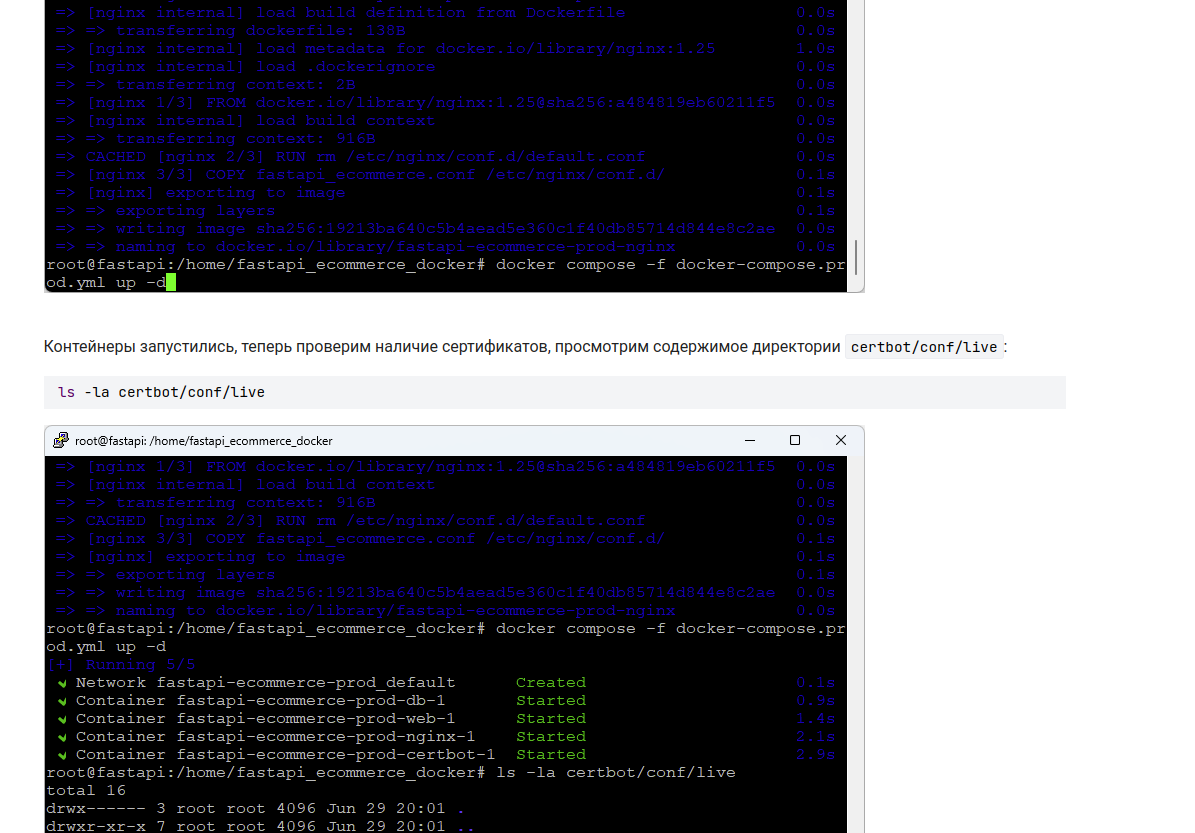 => [nginx internal] load build definition from Dockerfile 0.0s
=> => transferring dockerfile: 138B 0.0s
=> [nginx internal] load metadata for docker.io/library/nginx:1.25 1.0s
=> [nginx internal] load .dockerignore 0.0s
=> => transferring context: 2B 0.0s
=> [nginx 1/3] FROM docker.io/library/nginx:1.25@sha256:a484819eb60211f5 0.0s
=> [nginx internal] load build context 0.0s
=> => transferring context: 916B 0.0s
=> CACHED [nginx 2/3] RUN rm /etc/nginx/conf.d/default.conf 0.0s
=> [nginx 3/3] COPY fastapi_ecommerce.conf /etc/nginx/conf.d/ 0.1s
=> [nginx] exporting to image 0.1s
=> => exporting layers 0.1s
=> => writing image sha256:19213ba640c5b4aead5e360c1f40db85714d844e8c2ae 0.0s
=> => naming to docker.io/library/fastapi-ecommerce-prod-nginx 0.0s
root@fastapi:/home/fastapi_ecommerce_docker# docker compose -f docker-compose.pr
od.yml up -d
Контейнеры запустились, теперь проверим наличие сертификатов, просмотрим содержимое директории certbot/conf/live:
ls -la certbot/conf/live
root@fastapi: /home/fastapi_ecommerce_docker
=> [nginx 1/3] FROM docker.io/library/nginx:1.25@sha256:a484819eb60211f5 0.0s
=> [nginx internal] load build context 0.0s
=> => transferring context: 916B 0.0s
=> CACHED [nginx 2/3] RUN rm /etc/nginx/conf.d/default.conf 0.0s
=> [nginx 3/3] COPY fastapi_ecommerce.conf /etc/nginx/conf.d/ 0.1s
=> [nginx] exporting to image 0.1s
=> => exporting layers 0.1s
=> => writing image sha256:19213ba640c5b4aead5e360c1f40db85714d844e8c2ae 0.0s
=> => naming to docker.io/library/fastapi-ecommerce-prod-nginx 0.0s
root@fastapi:/home/fastapi_ecommerce_docker# docker compose -f docker-compose.pr
od.yml up -d
[+] Running 5/5
✔ Network fastapi-ecommerce-prod_default Created 0.1s
✔ Container fastapi-ecommerce-prod-db-1 Started 0.9s
✔ Container fastapi-ecommerce-prod-web-1 Started 1.4s
✔ Container fastapi-ecommerce-prod-nginx-1 Started 2.1s
✔ Container fastapi-ecommerce-prod-certbot-1 Started 2.9s
root@fastapi:/home/fastapi_ecommerce_docker# ls -la certbot/conf/live
total 16
drwx------ 3 root root 4096 Jun 29 20:01 .
drwxr-xr-x 7 root root 4096 Jun 29 20:01 ..